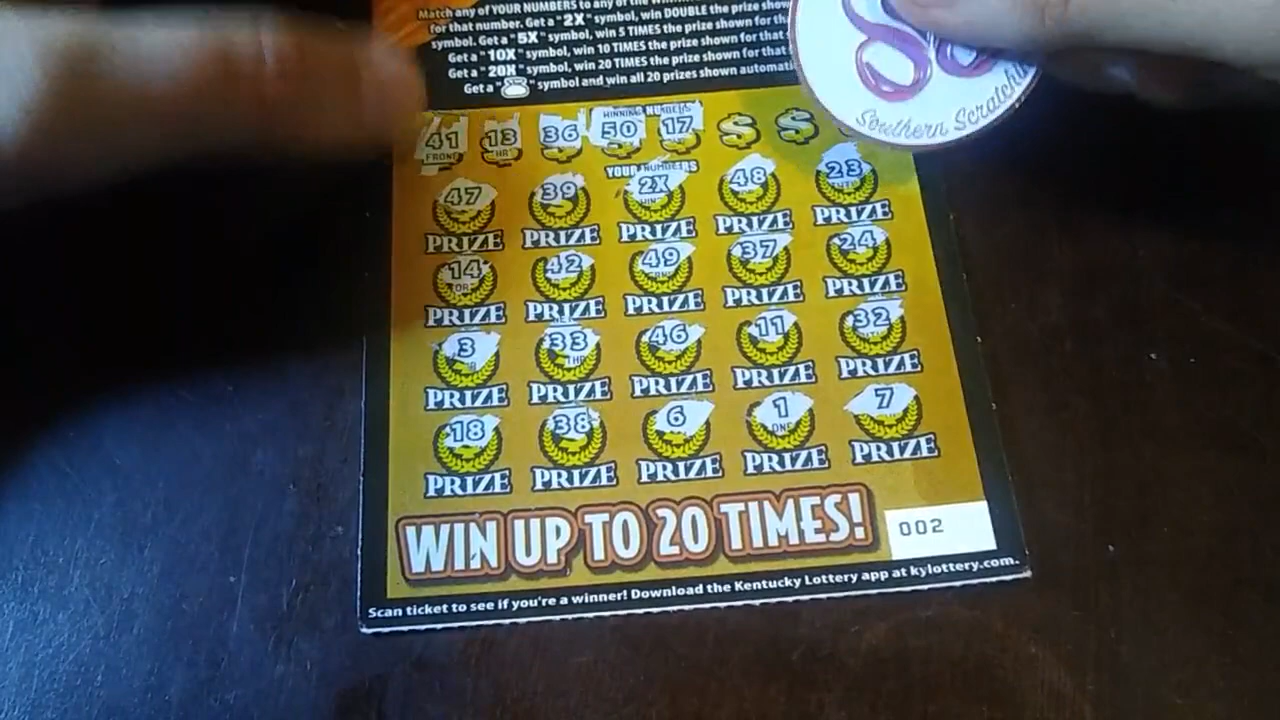 Match any of YOUR NUMBERS to any of the
for that number. Get a "2X" symbol, win DOUBLE the prize show
symbol. Get a "5X" symbol, win 5 TIMES the prize shown for th
Get a "10X" symbol, win 10 TIMES the prize shown for that
Get a "20X" symbol, win 20 TIMES the prize shown for that
Get a " " symbol and win all 20 prizes shown automati
Southern Scratchi
WINNING NUMBERS
41 13 36 50 17 $ $
YOUR NUMBERS
47 39 2X 48 23
PRIZE PRIZE PRIZE PRIZE PRIZE
14 42 49 37 24
PRIZE PRIZE PRIZE PRIZE PRIZE
3 33 46 11 32
PRIZE PRIZE PRIZE PRIZE PRIZE
18 38 6 1 7
ONE
PRIZE PRIZE PRIZE PRIZE PRIZE
WIN UP TO 20 TIMES!
002
Scan ticket to see if you're a winner! Download the Kentucky Lottery app at kylottery.com.